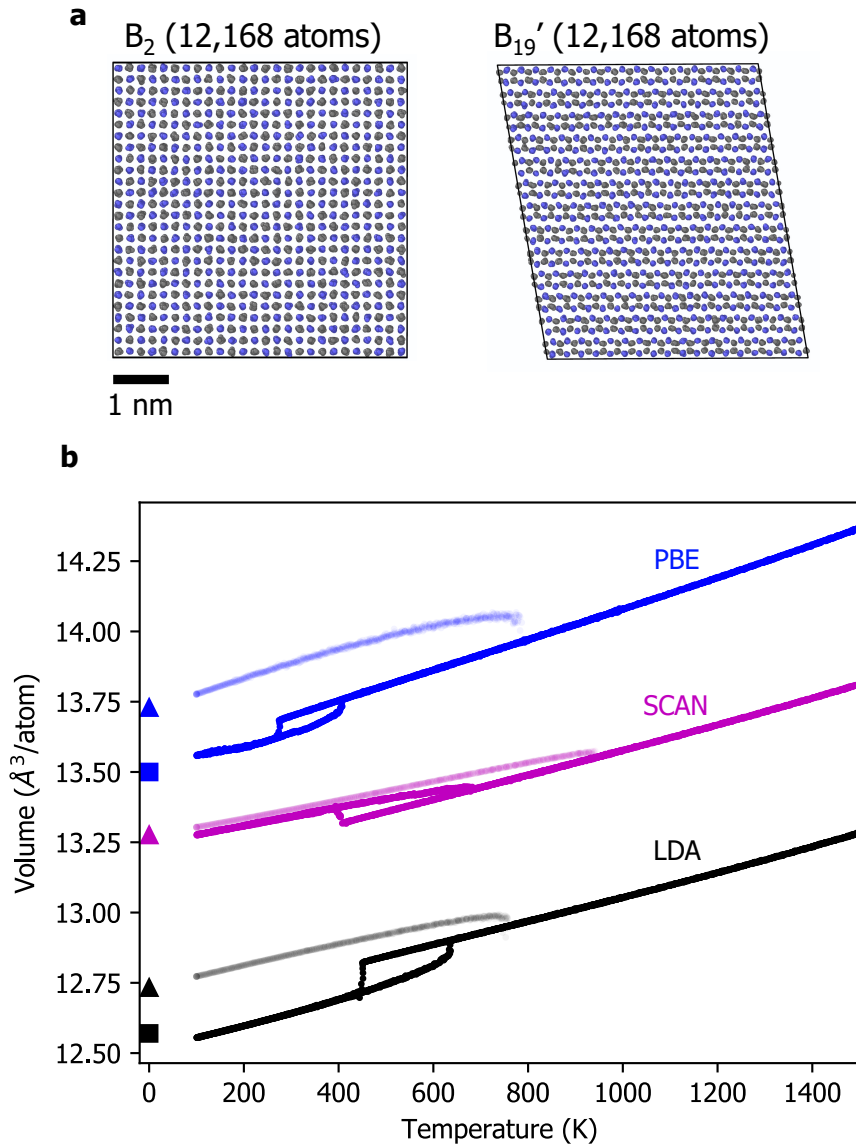 a
B₂ (12,168 atoms)
B₁₉’ (12,168 atoms)
1 nm
b
Volume (Å³/atom)
14.25
14.00
13.75
13.50
13.25
13.00
12.75
12.50
PBE
SCAN
LDA
0 200 400 600 800 1000 1200 1400
Temperature (K)